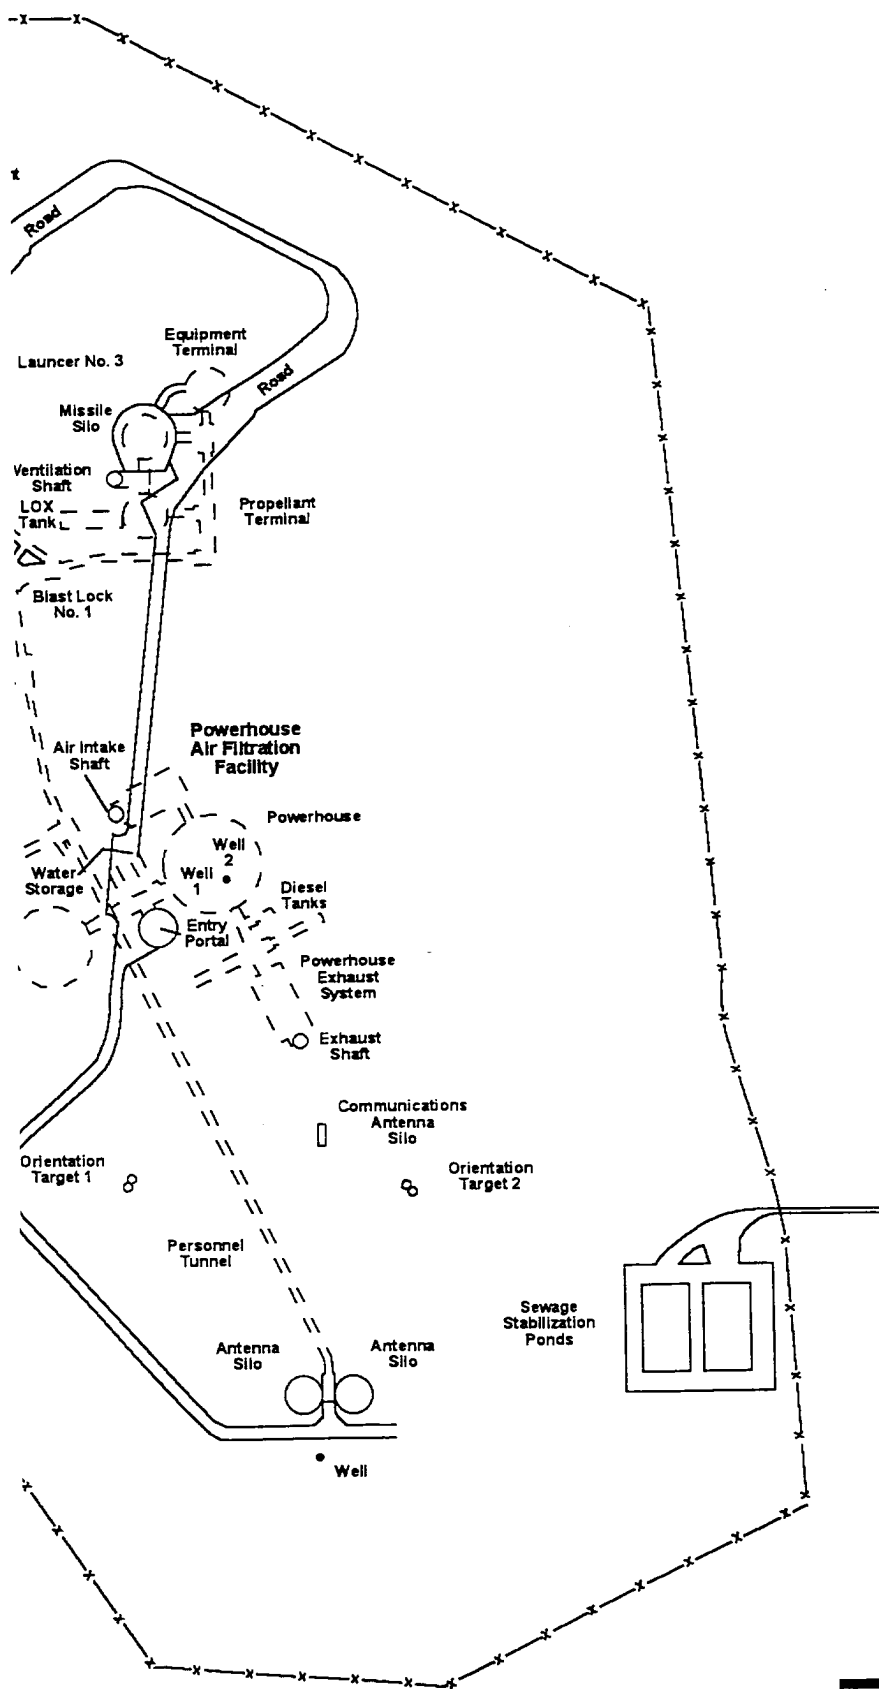 Road
Equipment
Terminal
Launcer No. 3
Road
Missile
Silo
Ventilation
Shaft
LOX
Tank
Propellant
Terminal
Blast Lock
No. 1
Powerhouse
Air Filtration
Facility
Air Intake
Shaft
Powerhouse
Well
2
Well
1
Water
Storage
Diesel
Tanks
Entry
Portal
Powerhouse
Exhaust
System
Exhaust
Shaft
Communications
Antenna
Silo
Orientation
Target 1
Orientation
Target 2
Personnel
Tunnel
Sewage
Stabilization
Ponds
Antenna
Silo
Antenna
Silo
Well